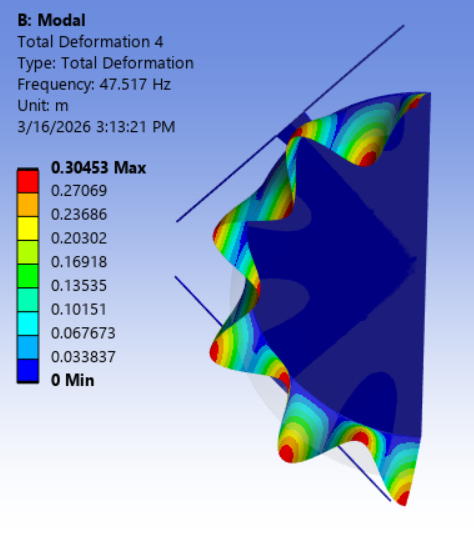 B: Modal
Total Deformation 4
Type: Total Deformation
Frequency: 47.517 Hz
Unit: m
3/16/2026 3:13:21 PM
0.30453 Max
0.27069
0.23686
0.20302
0.16918
0.13535
0.10151
0.067673
0.033837
0 Min